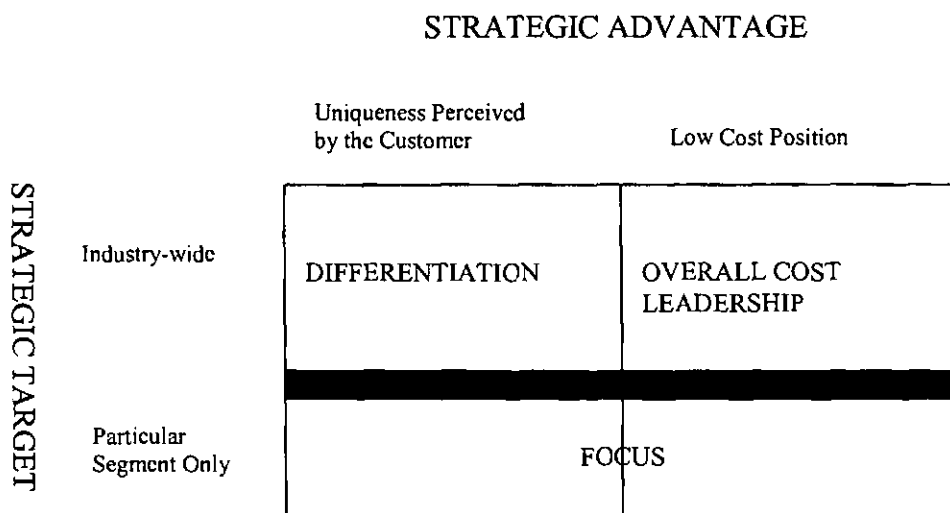 STRATEGIC ADVANTAGE
Uniqueness Perceived
by the Customer
Low Cost Position
STRATEGIC TARGET
Industry-wide
DIFFERENTIATION
OVERALL COST
LEADERSHIP
Particular
Segment Only
FOCUS